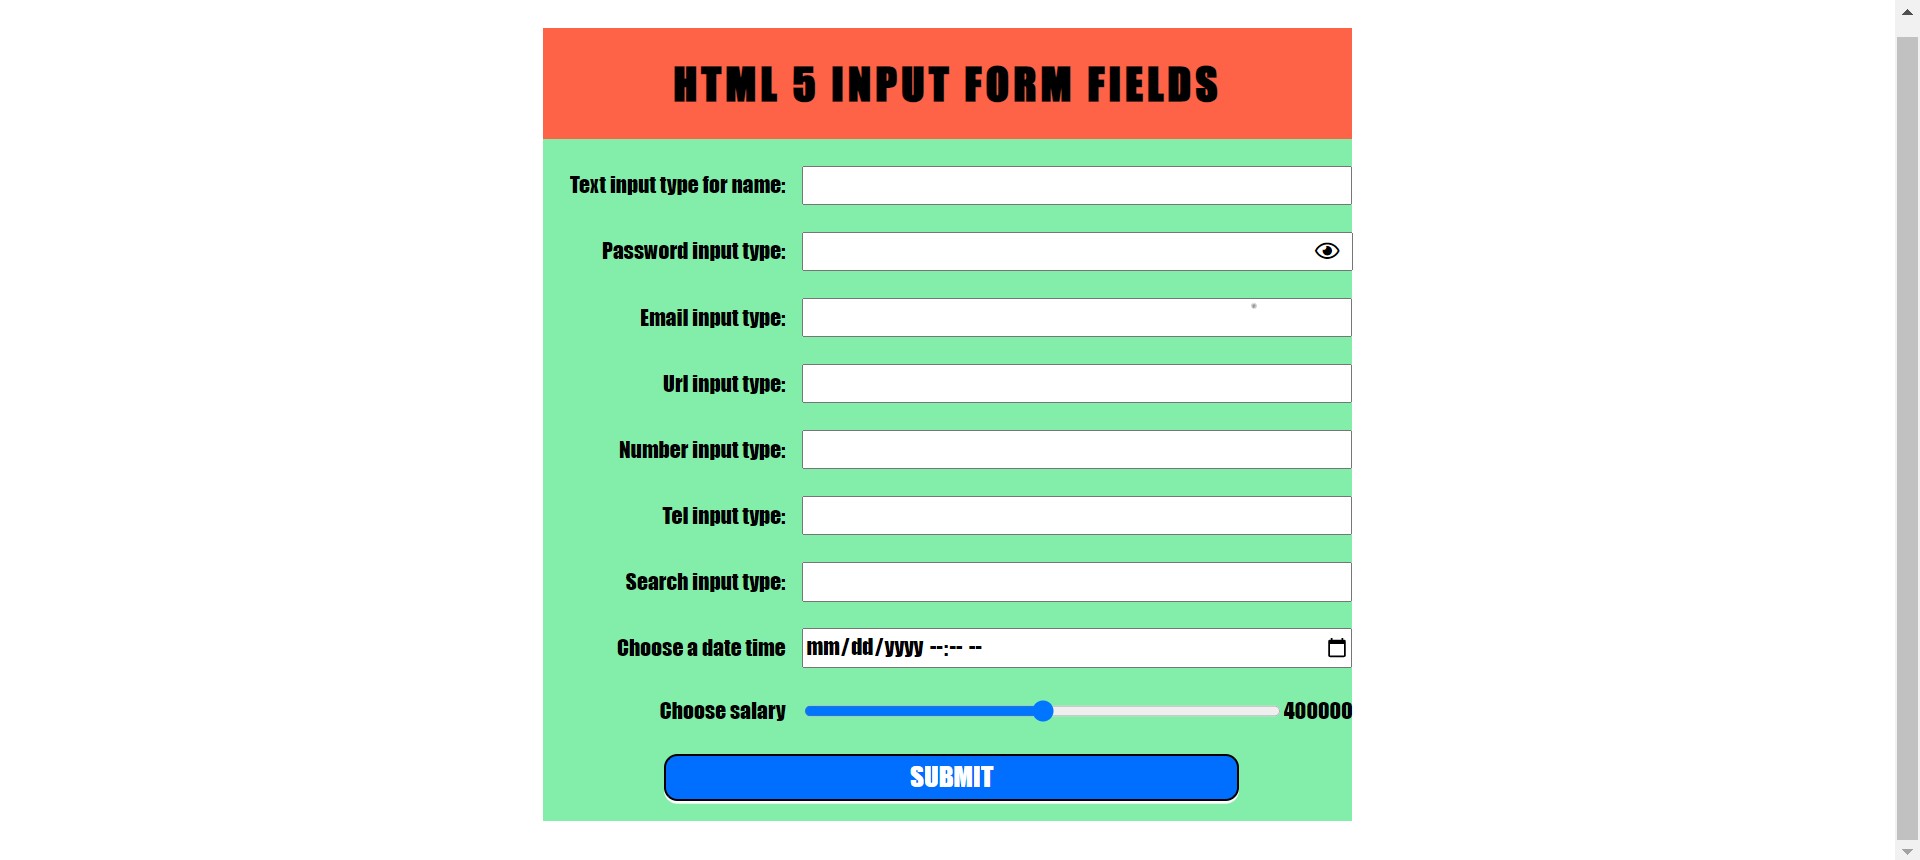 HTML 5 INPUT FORM FIELDS
Text input type for name:
Password input type:
Email input type:
Url input type:
Number input type:
Tel input type:
Search input type:
Choose a date time mm/dd/yyyy --:-- --
Choose salary 400000
SUBMIT